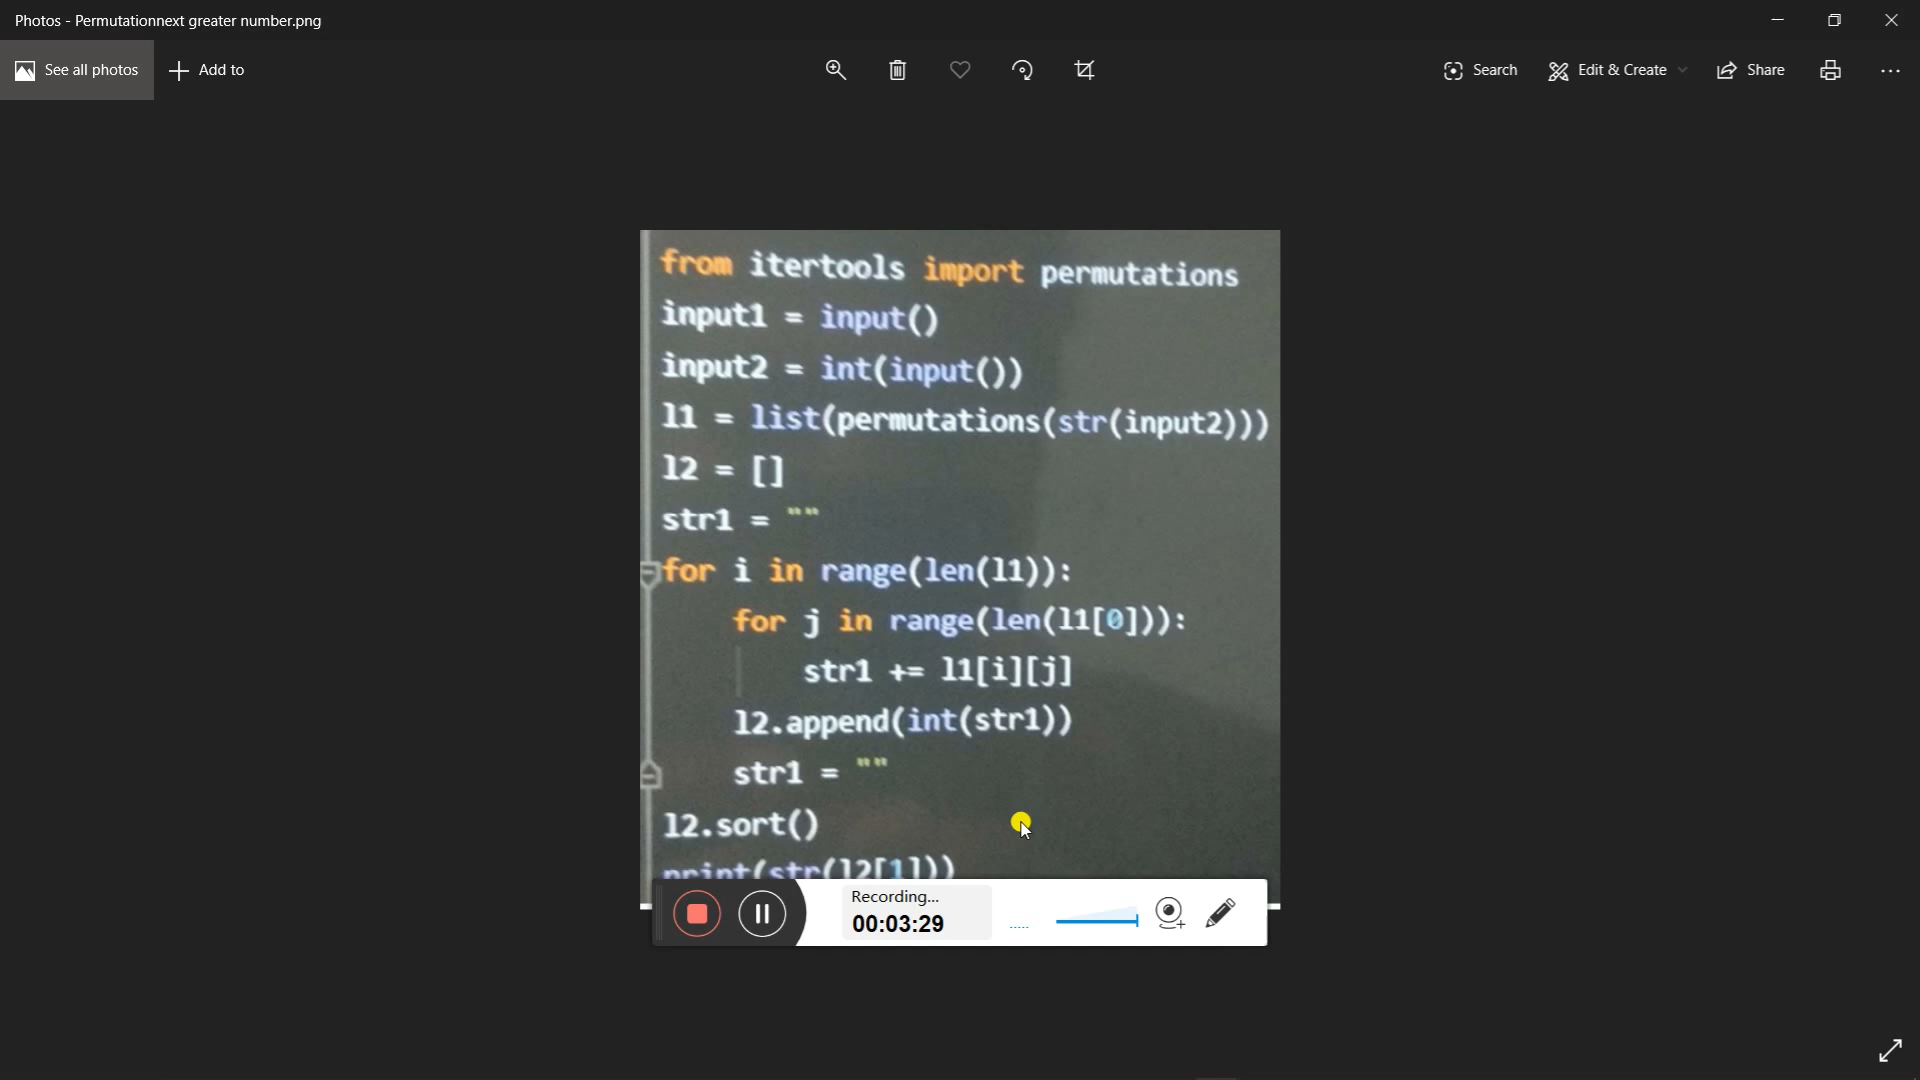 Photos - Permutationnext greater number.png
See all photos
Add to
Search
Edit & Create
Share
from itertools import permutations
input1 = input()
input2 = int(input())
l1 = list(permutations(str(input2)))
l2 = []
str1 = ""
for i in range(len(l1)):
for j in range(len(l1[0])):
str1 += l1[i][j]
l2.append(int(str1))
str1 = ""
l2.sort()
print(str(l2[1]))
Recording...
00:03:29